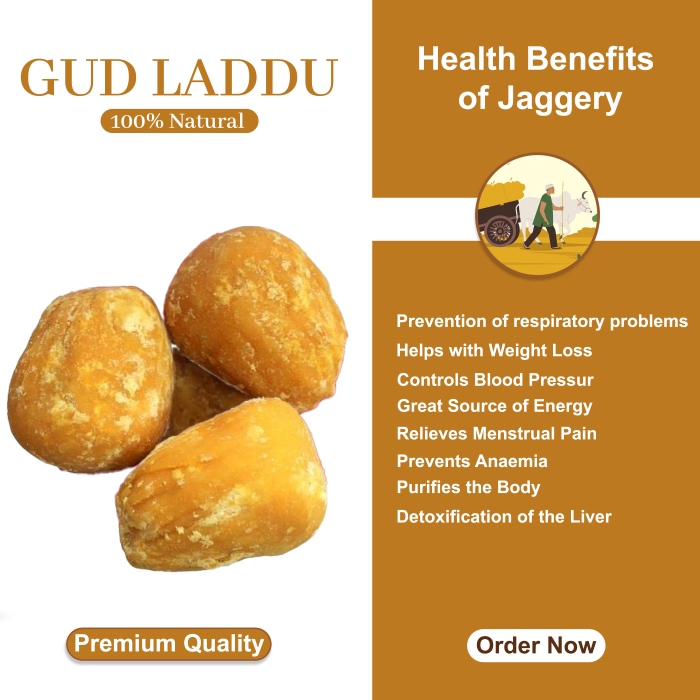 GUD LADDU
100% Natural
Premium Quality
Health Benefits
of Jaggery
Prevention of respiratory problems
Helps with Weight Loss
Controls Blood Pressur
Great Source of Energy
Relieves Menstrual Pain
Prevents Anaemia
Purifies the Body
Detoxification of the Liver
Order Now